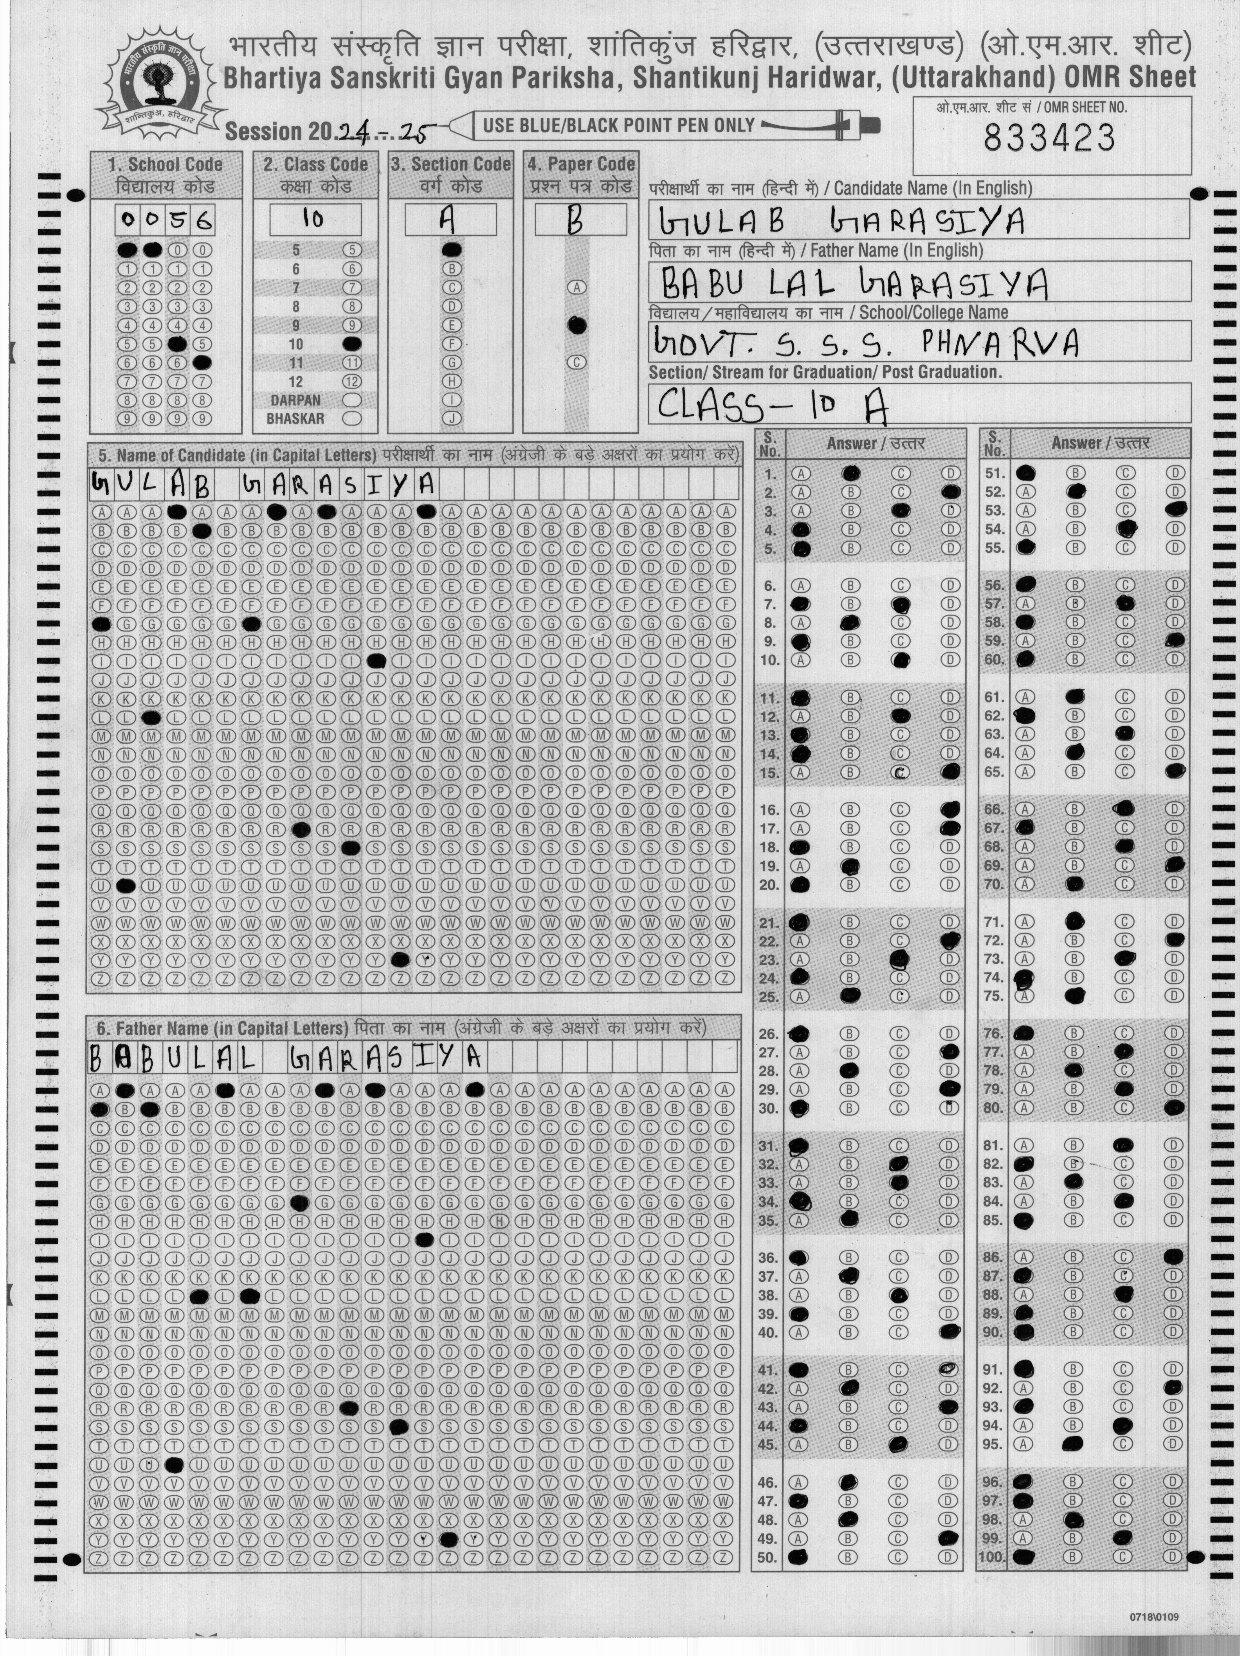 भारतीय संस्कृति ज्ञान परीक्षा, शांतिकुंज हरिद्वार, (उत्तराखण्ड) (ओ.एम.आर. शीट)
Bhartiya Sanskriti Gyan Pariksha, Shantikunj Haridwar, (Uttarakhand) OMR Sheet
Session 20 24-25
USE BLUE/BLACK POINT PEN ONLY
ओ.एम.आर. शीट सं / OMR SHEET NO.
833423
1. School Code
विद्यालय कोड
0056
2. Class Code
कक्षा कोड
10
5
6
7
8
9
10
11
12
DARPAN
BHASKAR
3. Section Code
वर्ग कोड
A
4. Paper Code
प्रश्न पत्र कोड
B
परीक्षार्थी का नाम (हिन्दी में) / Candidate Name (In English)
GULAB GARASIYA
पिता का नाम (हिन्दी में) / Father Name (In English)
BABU LAL GARASIYA
विद्यालय/महाविद्यालय का नाम / School/College Name
GOVT. S. S. S. PHNARVA
Section/ Stream for Graduation/ Post Graduation.
CLASS- 10 A
5. Name of Candidate (in Capital Letters) परीक्षार्थी का नाम (अंग्रेजी के बड़े अक्षरों का प्रयोग करें)
GULAB GARASIYA
6. Father Name (in Capital Letters) पिता का नाम (अंग्रेजी के बड़े अक्षरों का प्रयोग करें)
BABULAL GARASIYA
S. No.
Answer / उत्तर
S. No.
Answer / उत्तर
0718\0109